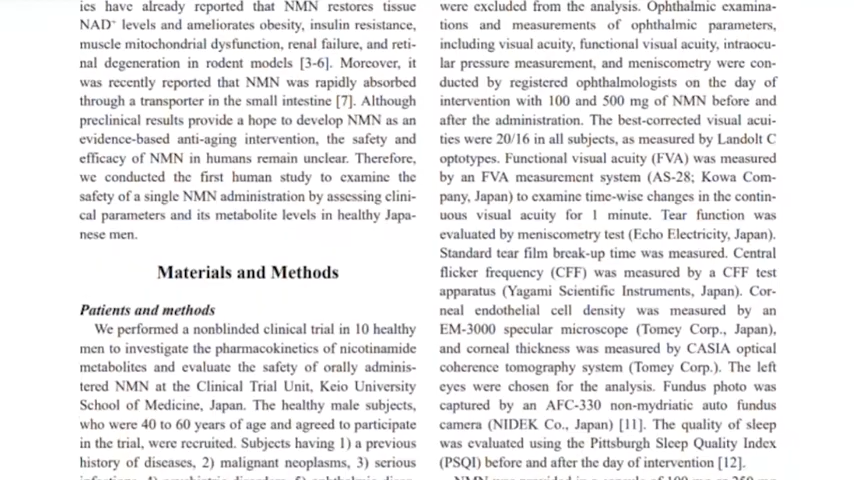 ies have already reported that NMN restores tissue
NAD⁺ levels and ameliorates obesity, insulin resistance,
muscle mitochondrial dysfunction, renal failure, and reti-
nal degeneration in rodent models [3-6]. Moreover, it
was recently reported that NMN was rapidly absorbed
through a transporter in the small intestine [7]. Although
preclinical results provide a hope to develop NMN as an
evidence-based anti-aging intervention, the safety and
efficacy of NMN in humans remain unclear. Therefore,
we conducted the first human study to examine the
safety of a single NMN administration by assessing clini-
cal parameters and its metabolite levels in healthy Japa-
nese men.
Materials and Methods
Patients and methods
We performed a nonblinded clinical trial in 10 healthy
men to investigate the pharmacokinetics of nicotinamide
metabolites and evaluate the safety of orally adminis-
tered NMN at the Clinical Trial Unit, Keio University
School of Medicine, Japan. The healthy male subjects,
who were 40 to 60 years of age and agreed to participate
in the trial, were recruited. Subjects having 1) a previous
history of diseases, 2) malignant neoplasms, 3) serious
were excluded from the analysis. Ophthalmic examina-
tions and measurements of ophthalmic parameters,
including visual acuity, functional visual acuity, intraocu-
lar pressure measurement, and meniscometry were con-
ducted by registered ophthalmologists on the day of
intervention with 100 and 500 mg of NMN before and
after the administration. The best-corrected visual acui-
ties were 20/16 in all subjects, as measured by Landolt C
optotypes. Functional visual acuity (FVA) was measured
by an FVA measurement system (AS-28; Kowa Com-
pany, Japan) to examine time-wise changes in the contin-
uous visual acuity for 1 minute. Tear function was
evaluated by meniscometry test (Echo Electricity, Japan).
Standard tear film break-up time was measured. Central
flicker frequency (CFF) was measured by a CFF test
apparatus (Yagami Scientific Instruments, Japan). Cor-
neal endothelial cell density was measured by an
EM-3000 specular microscope (Tomey Corp., Japan),
and corneal thickness was measured by CASIA optical
coherence tomography system (Tomey Corp.). The left
eyes were chosen for the analysis. Fundus photo was
captured by an AFC-330 non-mydriatic auto fundus
camera (NIDEK Co., Japan) [11]. The quality of sleep
was evaluated using the Pittsburgh Sleep Quality Index
(PSQI) before and after the day of intervention [12].